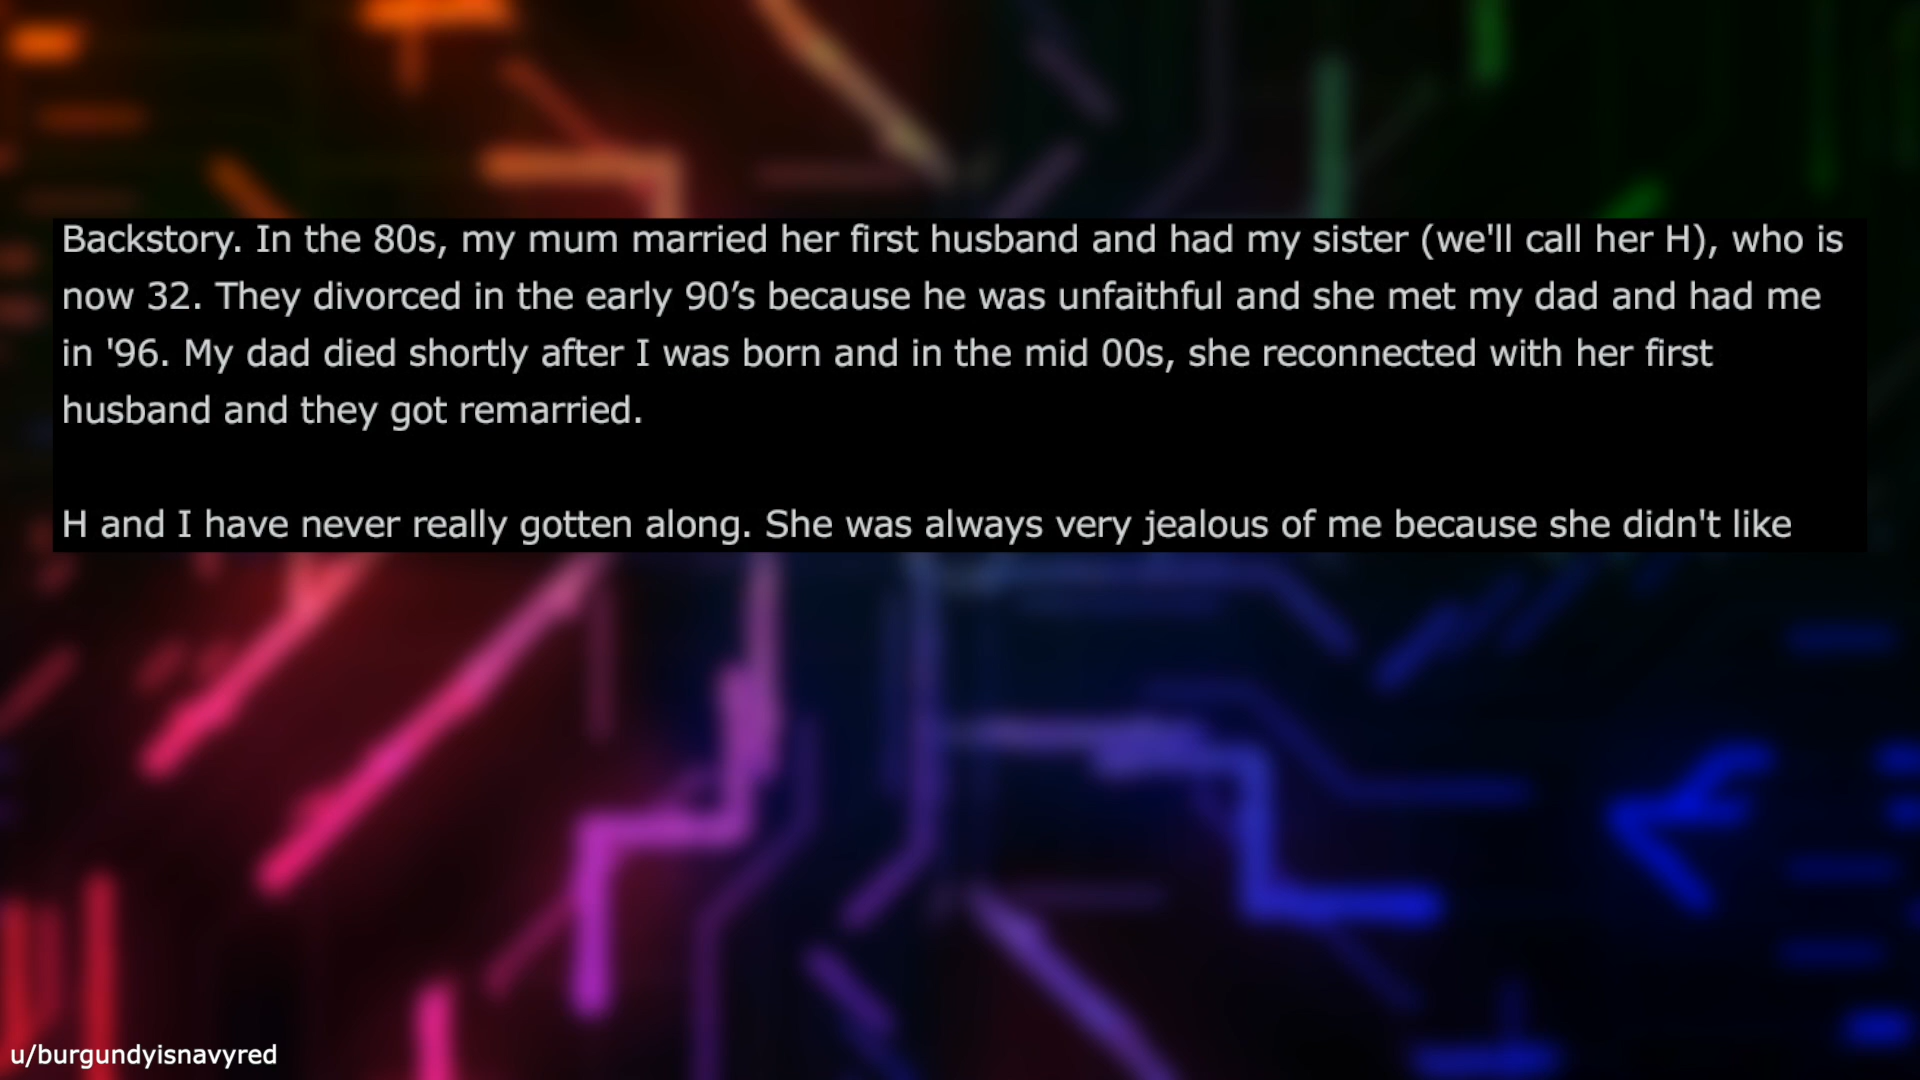 Backstory. In the 80s, my mum married her first husband and had my sister (we'll call her H), who is
now 32. They divorced in the early 90’s because he was unfaithful and she met my dad and had me
in '96. My dad died shortly after I was born and in the mid 00s, she reconnected with her first
husband and they got remarried.
H and I have never really gotten along. She was always very jealous of me because she didn't like
u/burgundyisnavyred